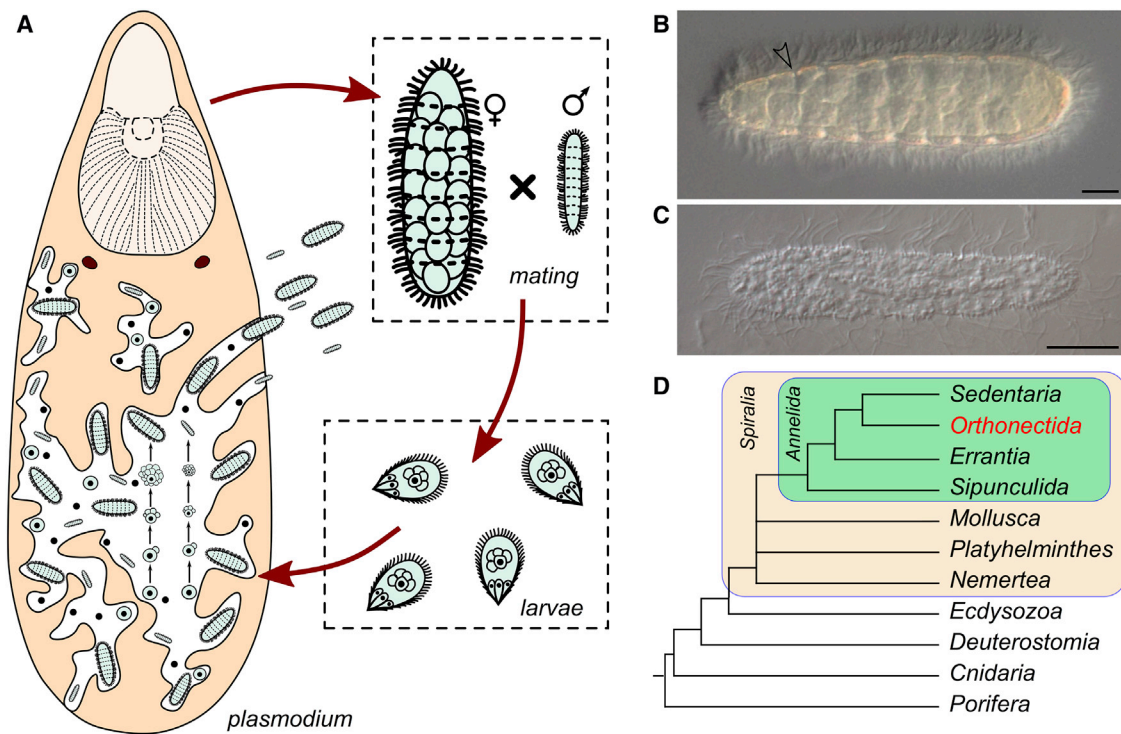 A
♀
♂
×
mating
larvae
plasmodium
B
C
D
Spiralia
Annelida
Sedentaria
Orthonectida
Errantia
Sipunculida
Mollusca
Platyhelminthes
Nemertea
Ecdysozoa
Deuterostomia
Cnidaria
Porifera